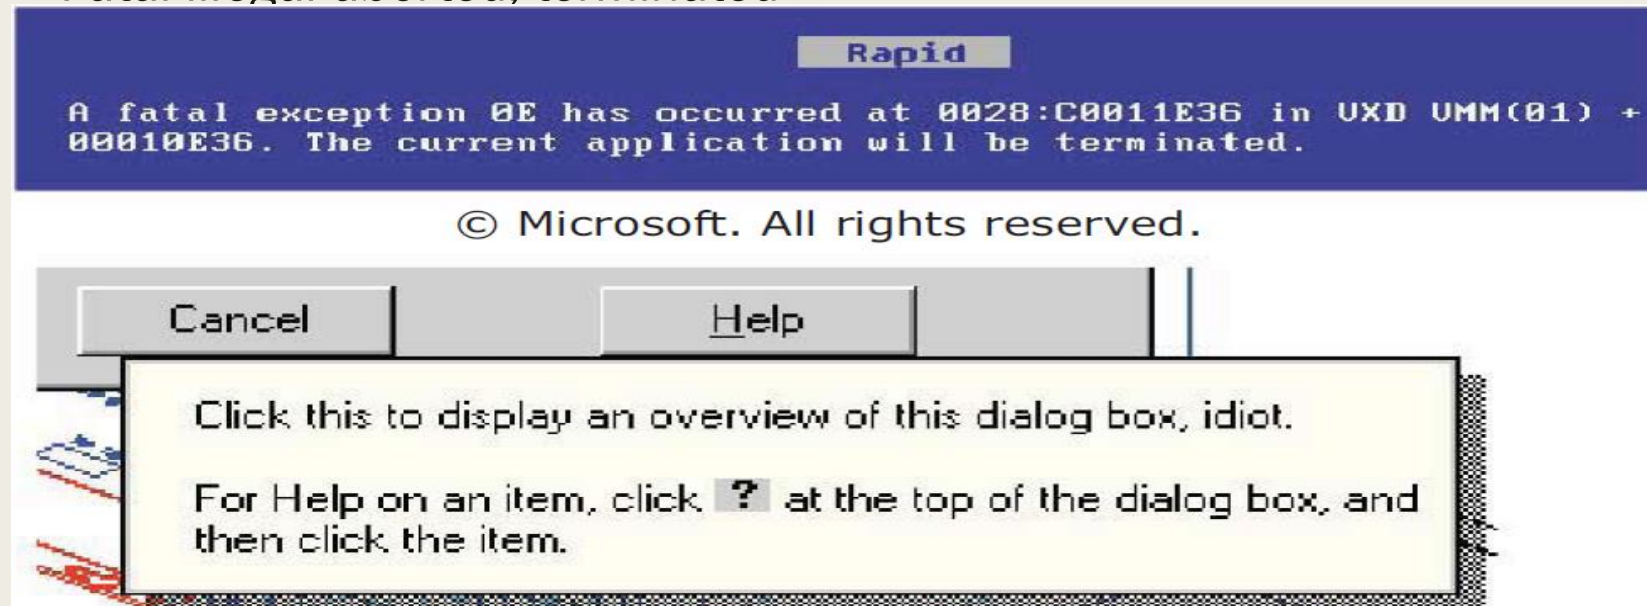 Rapid
A fatal exception 0E has occurred at 0028:C0011E36 in UXD UMM(01) +
00010E36. The current application will be terminated.
© Microsoft. All rights reserved.
Cancel Help
Click this to display an overview of this dialog box, idiot.
For Help on an item, click ? at the top of the dialog box, and
then click the item.